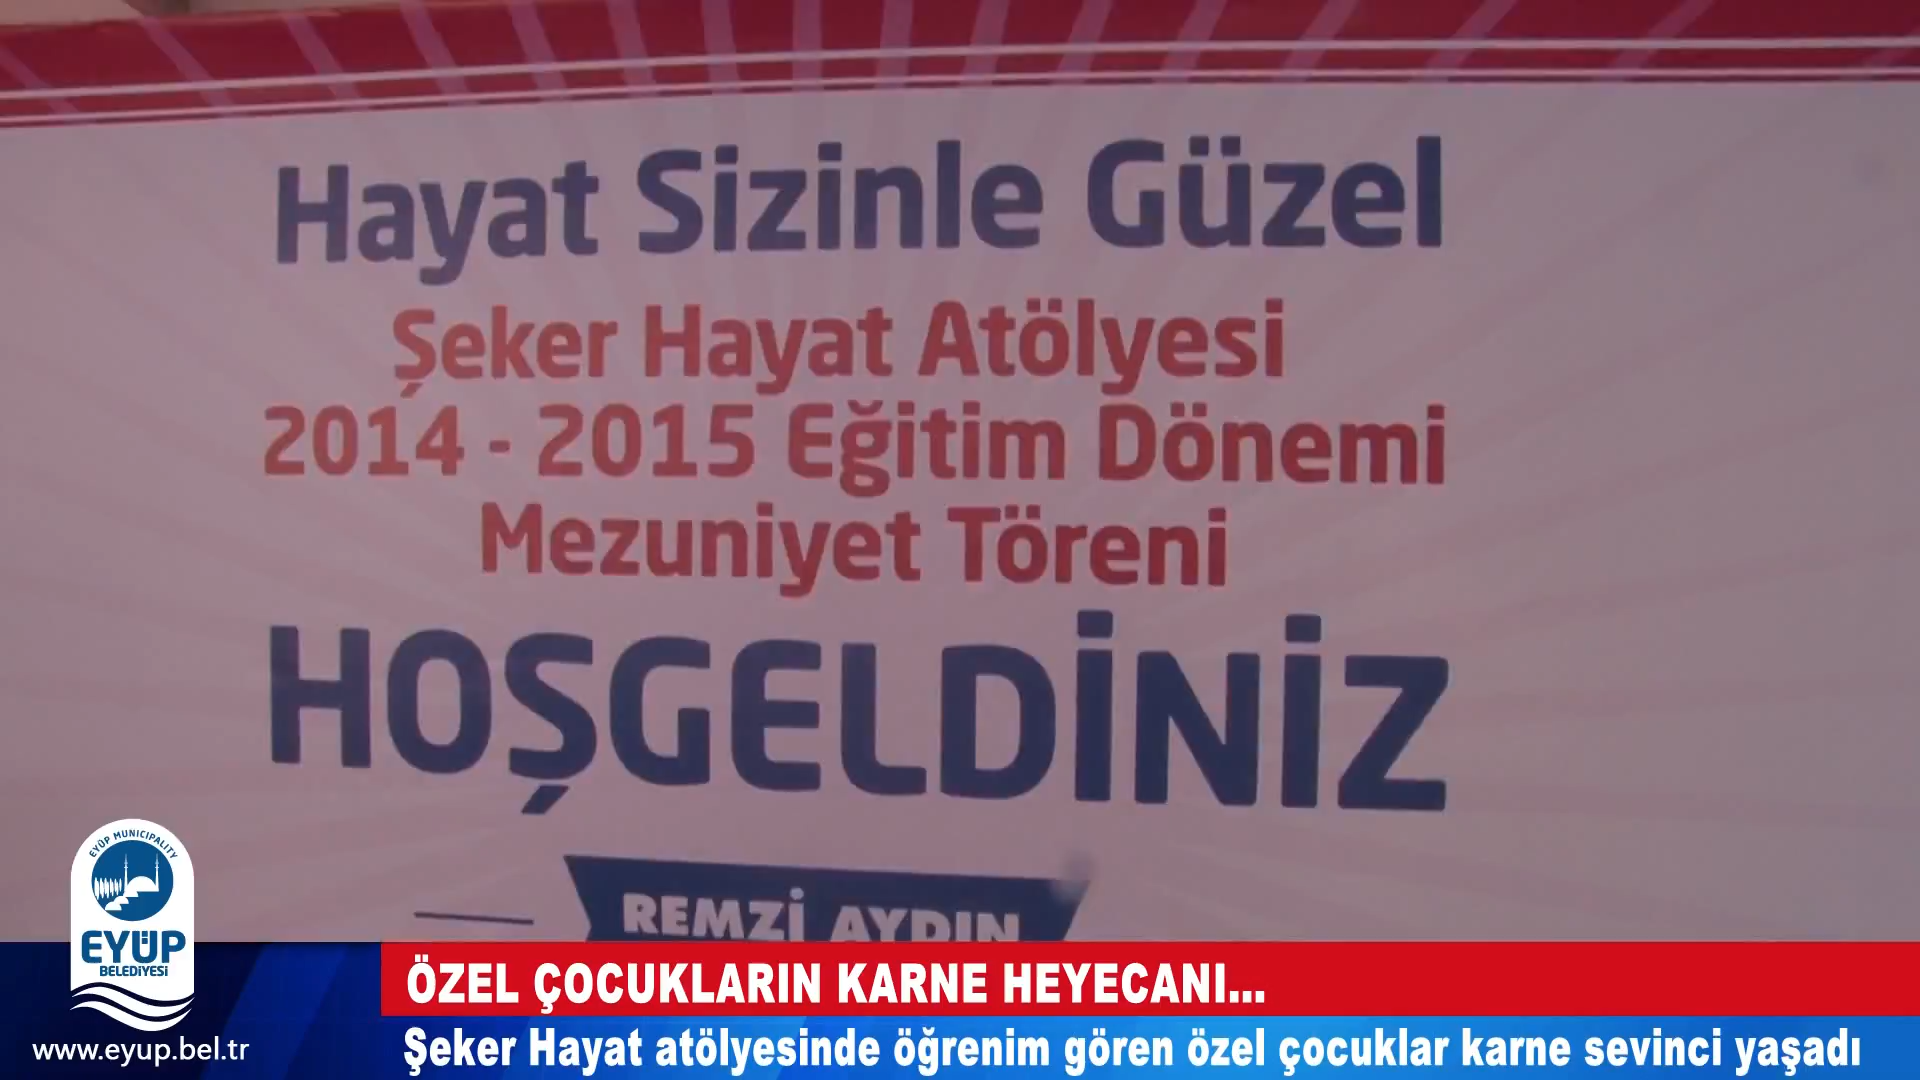 Hayat Sizinle Güzel
Şeker Hayat Atölyesi
2014 - 2015 Eğitim Dönemi
Mezuniyet Töreni
HOŞGELDİNİZ
REMZİ AYDIN
EYÜP MUNICIPALITY
EYÜP
BELEDİYESİ
www.eyup.bel.tr
ÖZEL ÇOCUKLARIN KARNE HEYECANI...
Şeker Hayat atölyesinde öğrenim gören özel çocuklar karne sevinci yaşadı